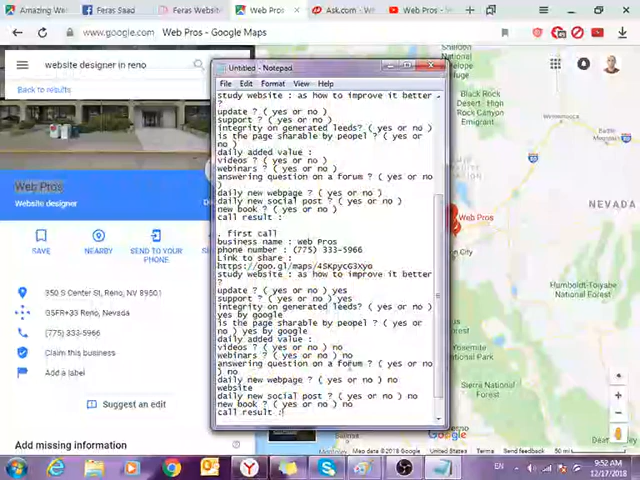 Amazing We
Feras Saad
Feras Website
Web Pros -
Ask.com - W
Web Pros -
www.google.com
Web Pros - Google Maps
website designer in reno
Back to results
Web Pros
Website designer
SAVE
NEARBY
SEND TO YOUR PHONE
350 S Center St, Reno, NV 89501
G5FR+33 Reno, Nevada
(775) 333-5966
Claim this business
Add a label
Suggest an edit
Add missing information
Untitled - Notepad
File Edit Format View Help
study website : as how to improve it better
?
update ? ( yes or no )
support ? ( yes or no )
integrity on generated leeds? ( yes or no )
is the page sharable by peopel ? ( yes or
no )
daily added value :
videos ? ( yes or no )
webinars ? ( yes or no )
answering question on a forum ? ( yes or no
)
daily new webpage ? ( yes or no )
daily new social post ? ( yes or no )
new book ? ( yes or no )
call result :
. First call
business name : web Pros
phone number : (775) 333-5966
Link to share :
https://goo.gl/maps/45KpycG3Xyo
study website : as how to improve it better
?
update ? ( yes or no ) yes
support ? ( yes or no ) yes
integrity on generated leeds? ( yes or no )
yes by google
is the page sharable by peopel ? ( yes or
no ) yes by google
daily added value :
videos ? ( yes or no ) no
webinars ? ( yes or no ) no
answering question on a forum ? ( yes or no
) no
daily new webpage ? ( yes or no ) no
website
daily new social post ? ( yes or no ) no
new book ? ( yes or no ) no
call result :
Sheldon
National
Black Rock
Desert
Winnemucca
Web Pros
NEVADA
on City
Humboldt-Toiyabe
National Forest
Death Valley
National Park
Sequoia
National Forest
Google
Map data ©2018 Google
United States
Terms
Send feedback
50 mi
EN
9:52 AM
12/17/2018